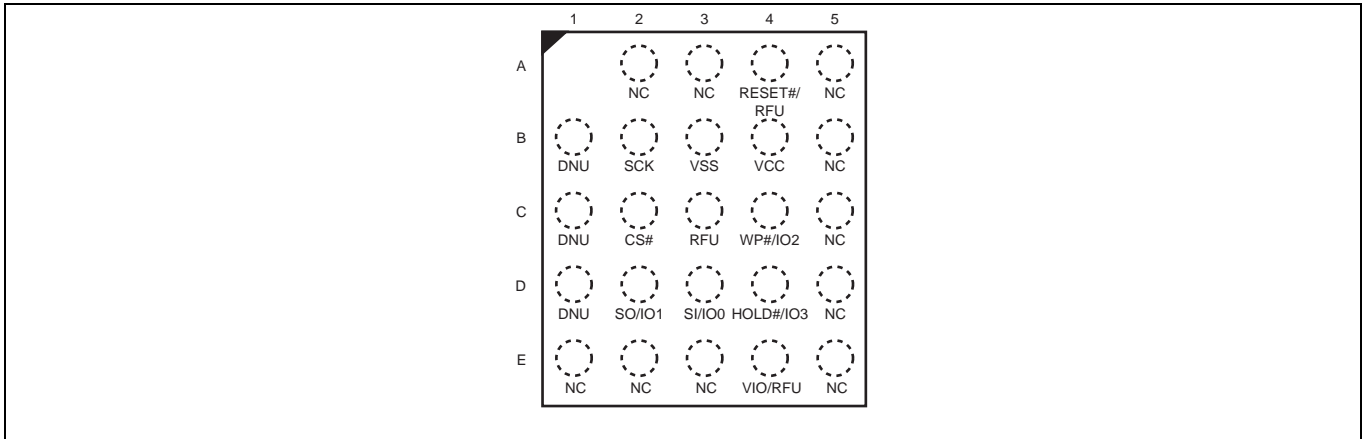 1 2 3 4 5
A
NC NC RESET#/ NC
RFU
B
DNU SCK VSS VCC NC
C
DNU CS# RFU WP#/IO2 NC
D
DNU SO/IO1 SI/IO0 HOLD#/IO3 NC
E
NC NC NC VIO/RFU NC